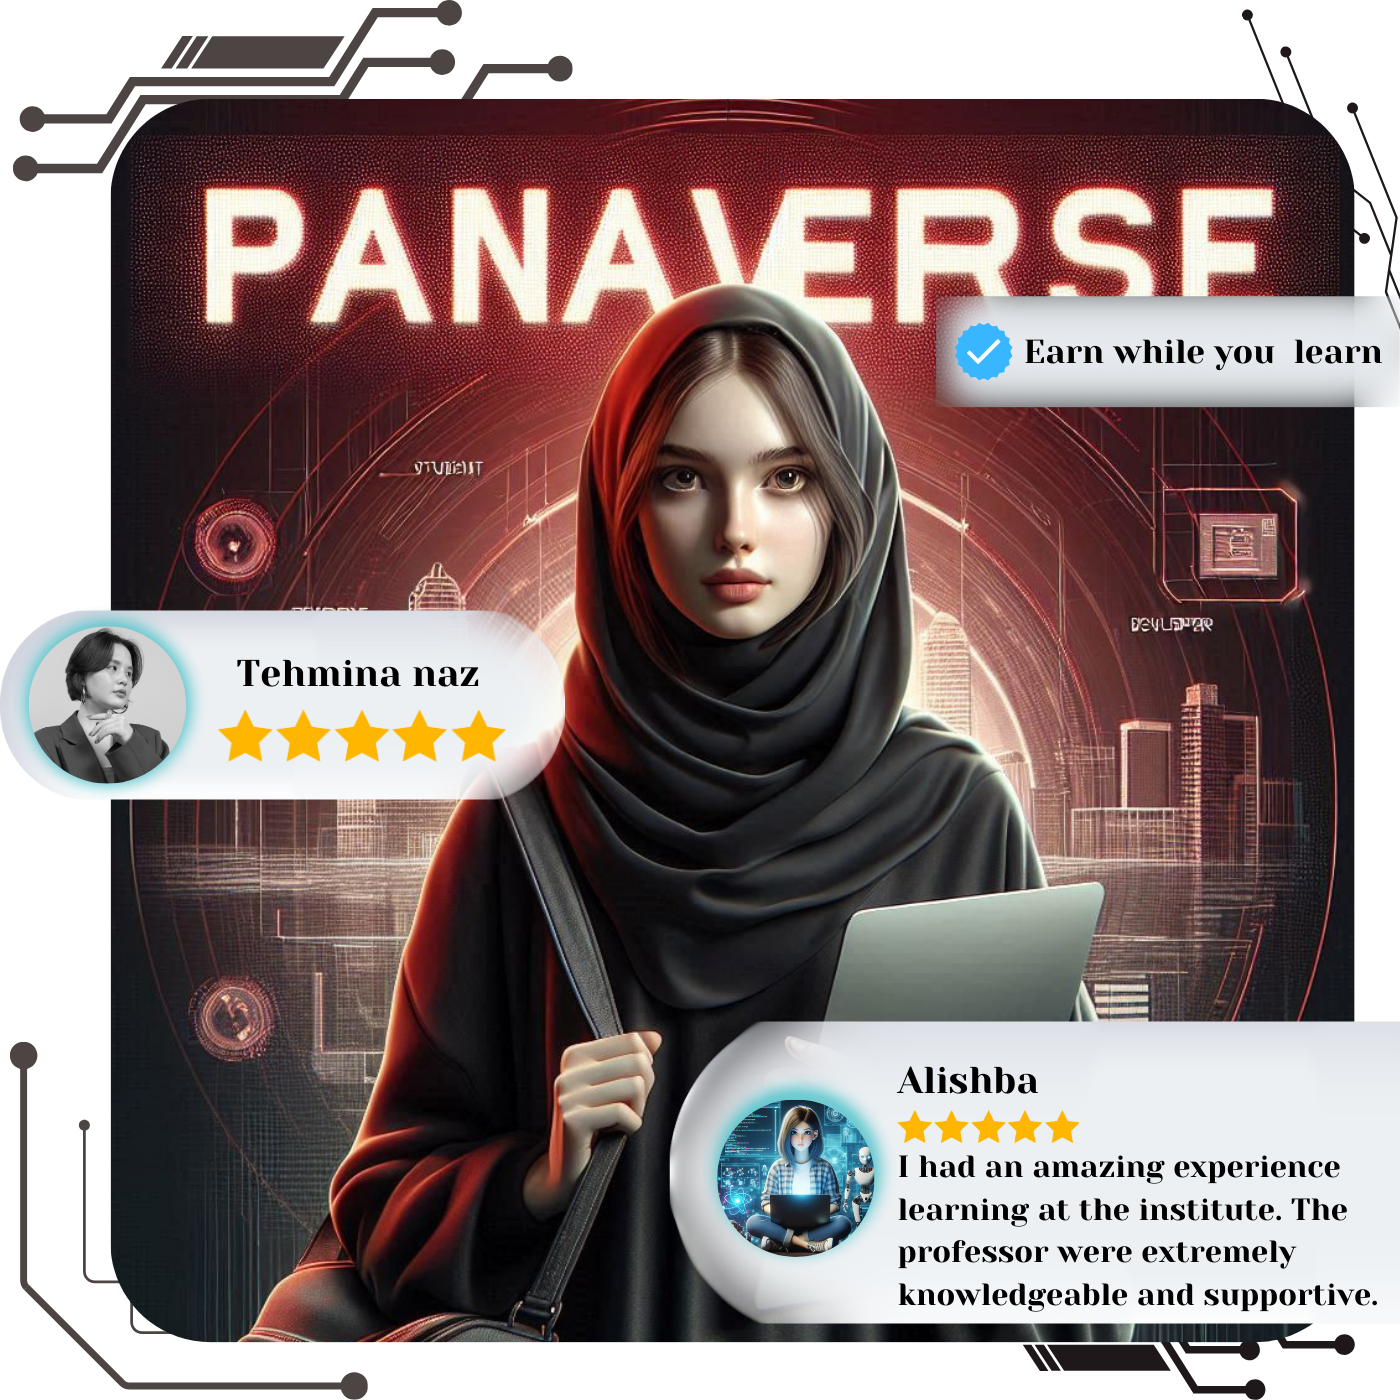 PANAVERSE
Earn while you learn
Tehmina naz
Alishba
I had an amazing experience
learning at the institute. The
professor were extremely
knowledgeable and supportive.